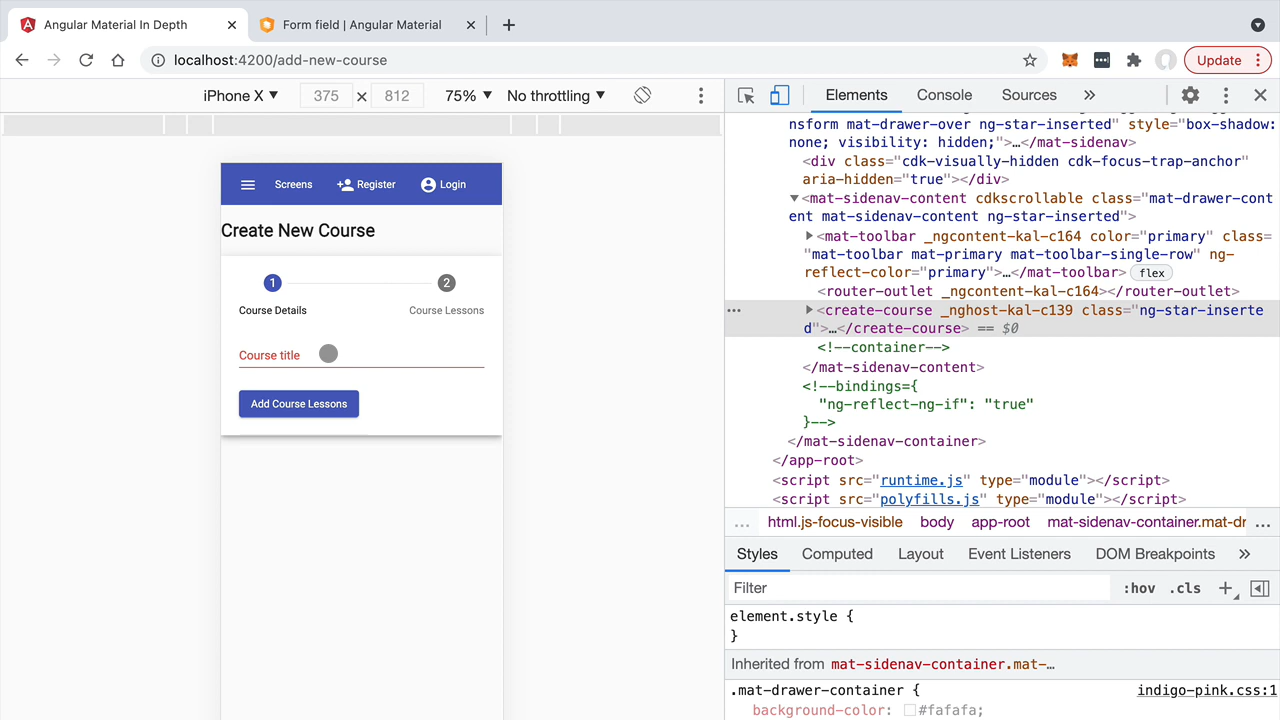 Angular Material In Depth
Form field | Angular Material
localhost:4200/add-new-course
Update
iPhone X ▼ 375 × 812 75% ▼ No throttling ▼
Elements Console Sources »
Screens Register Login
Create New Course
1 2
Course Details Course Lessons
Course title
Add Course Lessons
nsform mat-drawer-over ng-star-inserted" style="box-shadow:
none; visibility: hidden;">…</mat-sidenav>
<div class="cdk-visually-hidden cdk-focus-trap-anchor"
aria-hidden="true"></div>
▼<mat-sidenav-content cdkscrollable class="mat-drawer-cont
ent mat-sidenav-content ng-star-inserted">
▶<mat-toolbar _ngcontent-kal-c164 color="primary" class=
"mat-toolbar mat-primary mat-toolbar-single-row" ng-
reflect-color="primary">…</mat-toolbar> flex
<router-outlet _ngcontent-kal-c164></router-outlet>
… ▶<create-course _nghost-kal-c139 class="ng-star-inserte
d">…</create-course> == $0
<!--container-->
</mat-sidenav-content>
<!--bindings={
"ng-reflect-ng-if": "true"
}-->
</mat-sidenav-container>
</app-root>
<script src="runtime.js" type="module"></script>
<script src="polyfills.js" type="module"></script>
… html.js-focus-visible body app-root mat-sidenav-container.mat-dr …
Styles Computed Layout Event Listeners DOM Breakpoints »
Filter :hov .cls +
element.style {
}
Inherited from mat-sidenav-container.mat-…
.mat-drawer-container { indigo-pink.css:1
background-color: #fafafa;